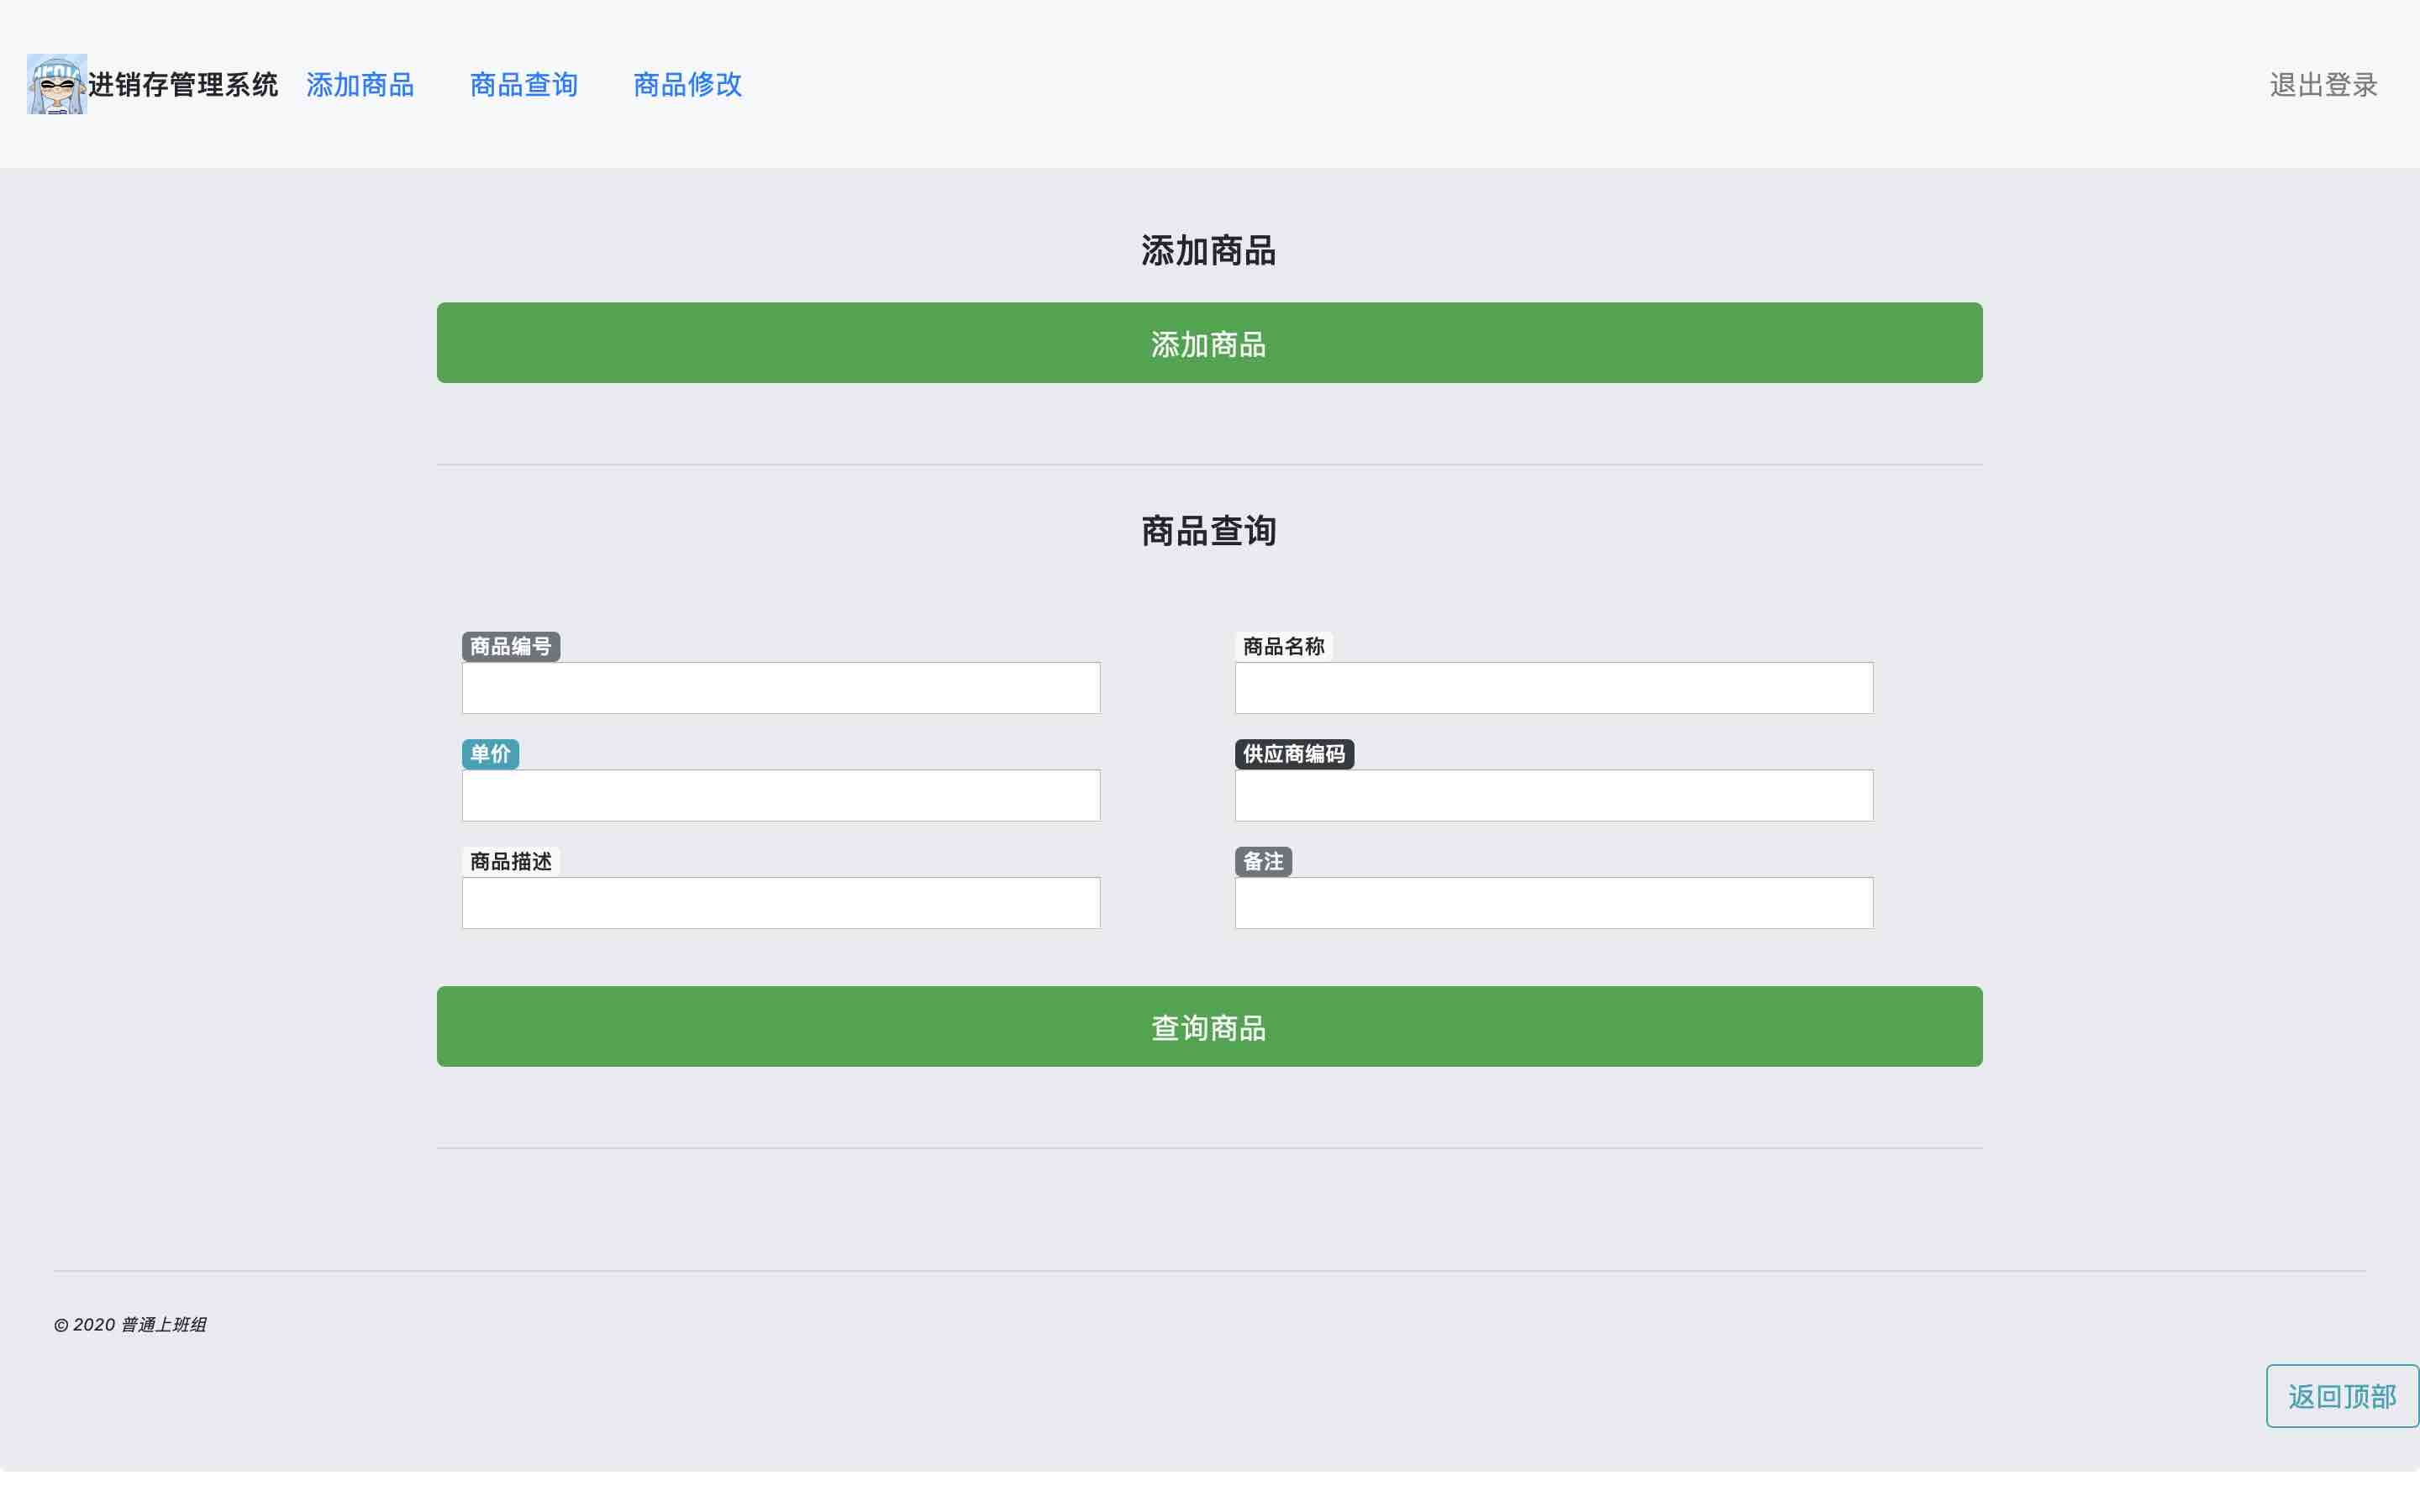 进销存管理系统 添加商品 商品查询 商品修改 退出登录
添加商品
添加商品
商品查询
商品编号 商品名称
单价 供应商编码
商品描述 备注
查询商品
© 2020 普通上班组
返回顶部